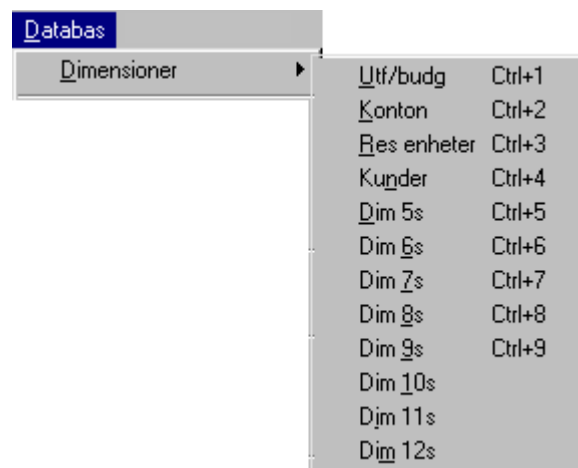 Databas
Dimensioner
Utf/budg Ctrl+1
Konton Ctrl+2
Res enheter Ctrl+3
Kunder Ctrl+4
Dim 5s Ctrl+5
Dim 6s Ctrl+6
Dim 7s Ctrl+7
Dim 8s Ctrl+8
Dim 9s Ctrl+9
Dim 10s
Dim 11s
Dim 12s